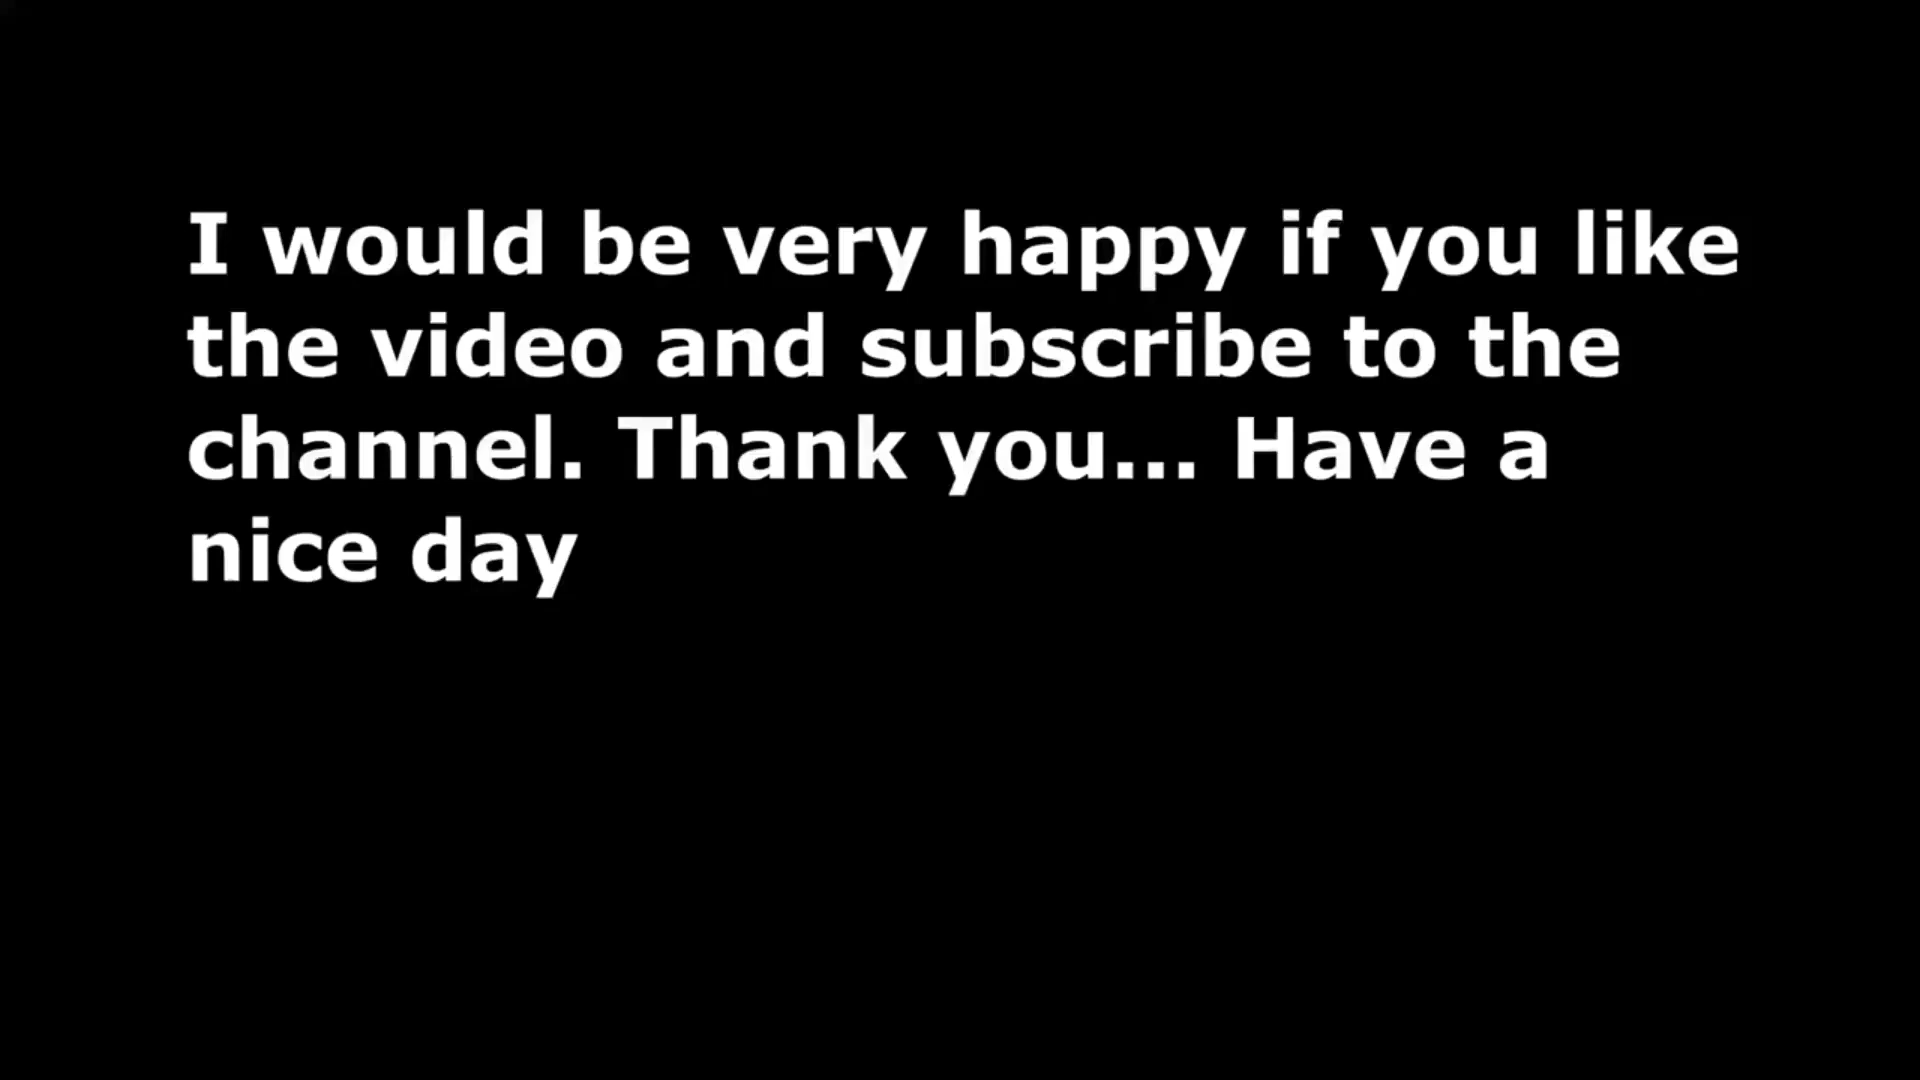 I would be very happy if you like
the video and subscribe to the
channel. Thank you... Have a
nice day